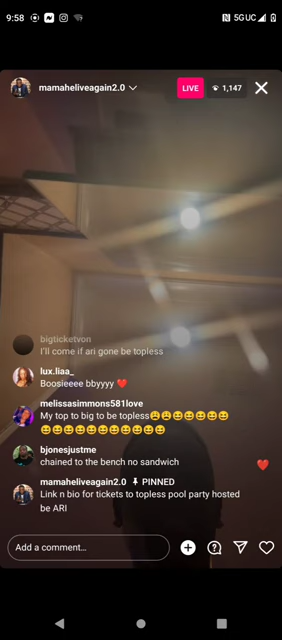 9:58
5GUC
mamaheliveagain2.0
LIVE
1,147
bigticketvon
I'll come if ari gone be topless
lux.liaa_
Boosieeee bbyyyy ❤️
melissasimmons581love
My top to big to be topless😩😩😆😆😆😆😆
😆😆😆😆😆😆😆😆😆😆😆
bjonesjustme
chained to the bench no sandwich
mamaheliveagain2.0 📌 PINNED
Link n bio for tickets to topless pool party hosted
be ARI
Add a comment...